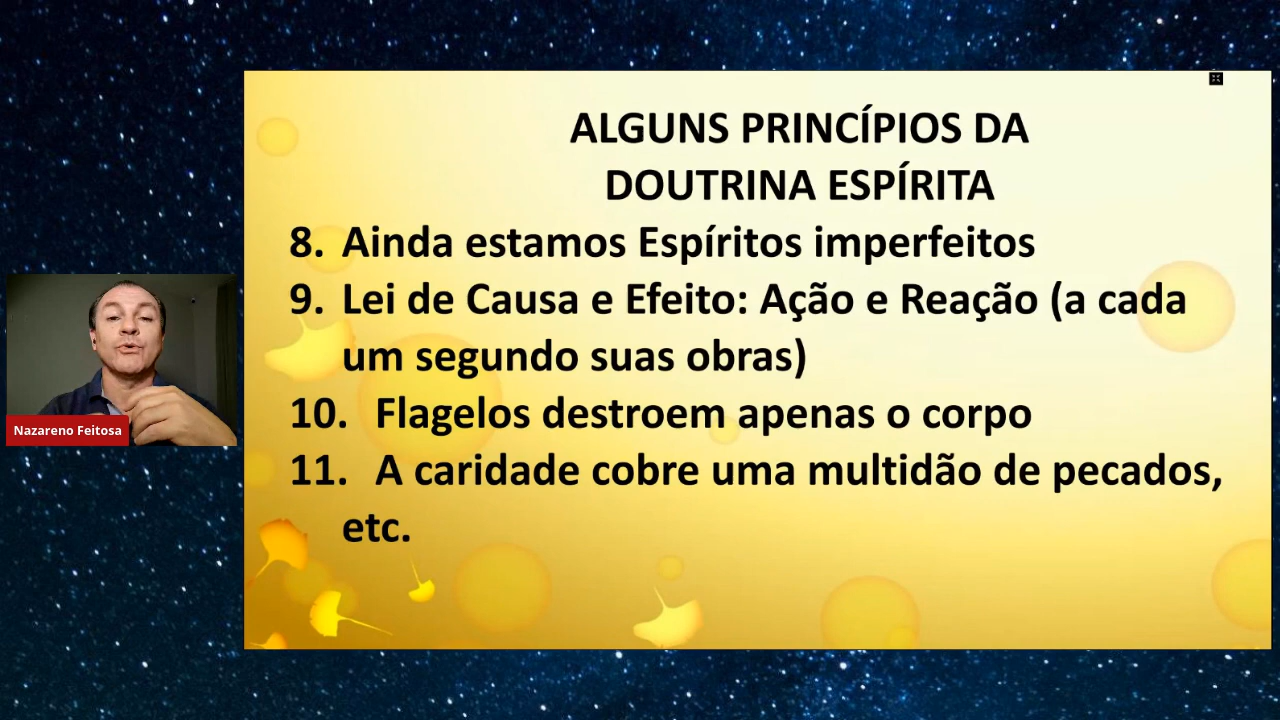 ALGUNS PRINCÍPIOS DA
DOUTRINA ESPÍRITA
8. Ainda estamos Espíritos imperfeitos
9. Lei de Causa e Efeito: Ação e Reação (a cada
um segundo suas obras)
10. Flagelos destroem apenas o corpo
11. A caridade cobre uma multidão de pecados,
etc.
Nazareno Feitosa